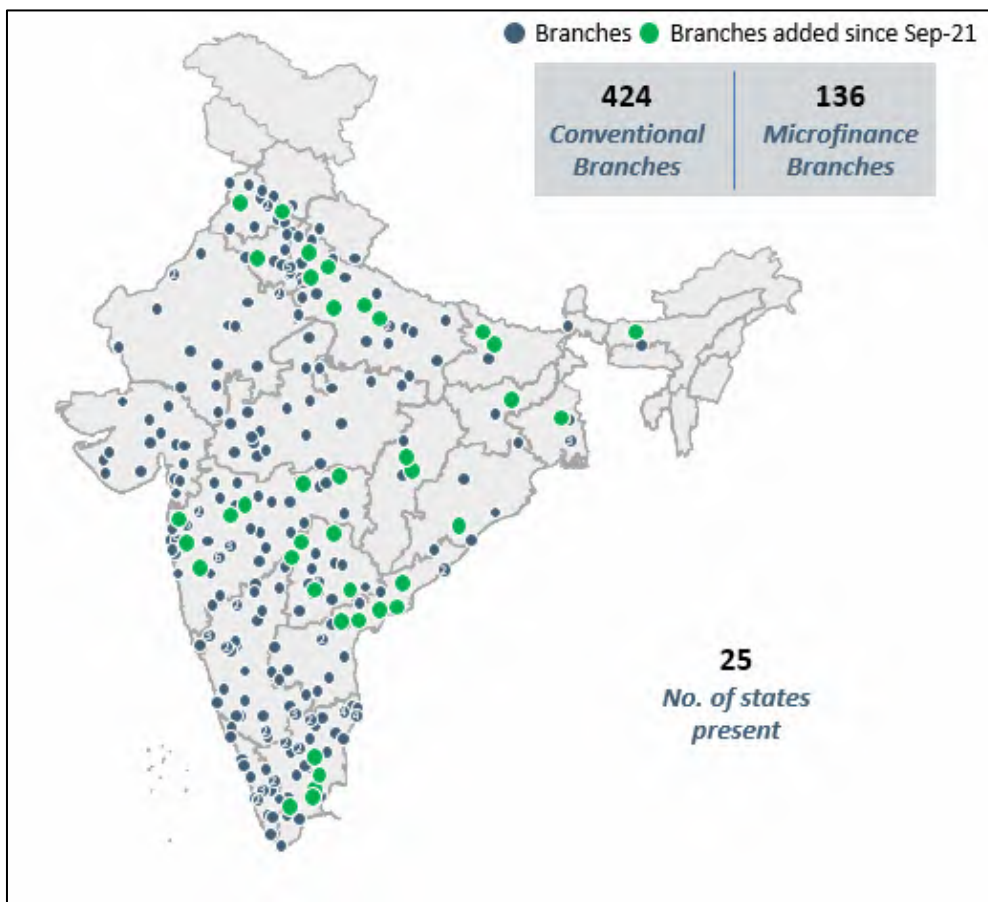 Branches Branches added since Sep-21
424 136
Conventional Microfinance
Branches Branches
25
No. of states
present